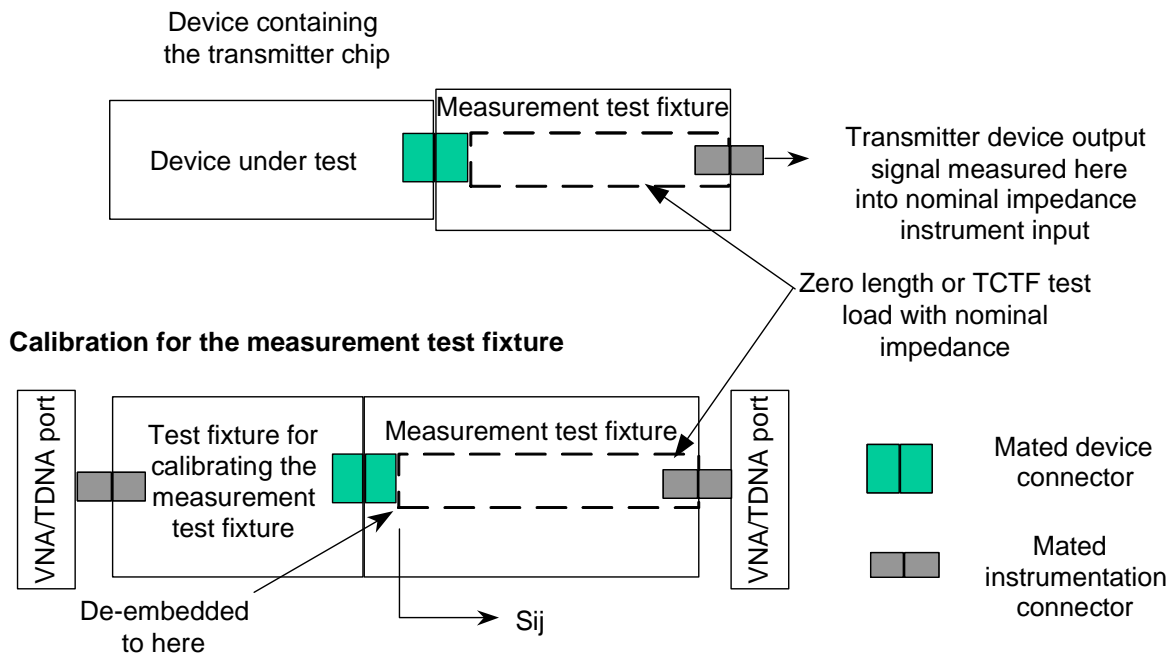 Device containing
the transmitter chip
Measurement test fixture
Device under test
Transmitter device output
signal measured here
into nominal impedance
instrument input
Zero length or TCTF test
load with nominal
impedance
Calibration for the measurement test fixture
VNA/TDNA port
Test fixture for
calibrating the
measurement
test fixture
Measurement test fixture
VNA/TDNA port
Mated device
connector
Mated
instrumentation
connector
De-embedded
to here
Sij